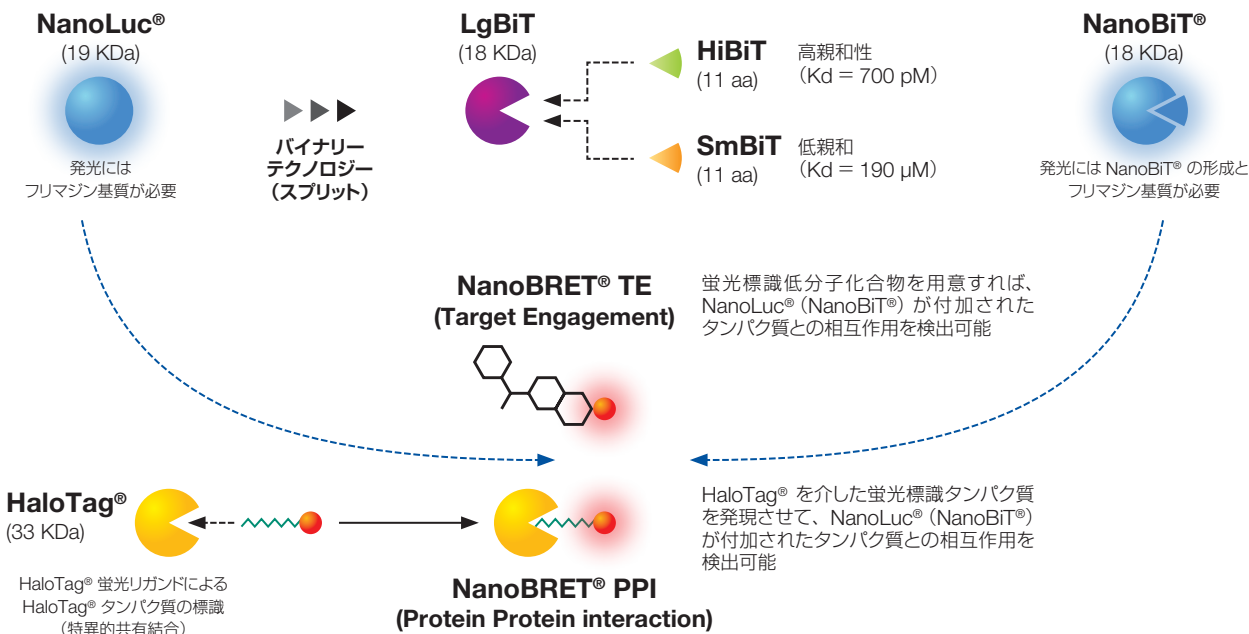 NanoLuc®
(19 KDa)
発光には
フリマジン基質が必要
バイナリー
テクノロジー
（スプリット）
LgBiT
(18 KDa)
HiBiT
(11 aa)
高親和性
（Kd = 700 pM）
SmBiT
(11 aa)
低親和
（Kd = 190 µM）
NanoBiT®
(18 KDa)
発光には NanoBiT® の形成と
フリマジン基質が必要
NanoBRET® TE
(Target Engagement)
蛍光標識低分子化合物を用意すれば、
NanoLuc®（NanoBiT®）が付加された
タンパク質との相互作用を検出可能
HaloTag®
(33 KDa)
HaloTag® 蛍光リガンドによる
HaloTag® タンパク質の標識
（特異的共有結合）
NanoBRET® PPI
(Protein Protein interaction)
HaloTag® を介した蛍光標識タンパク質
を発現させて、NanoLuc®（NanoBiT®）
が付加されたタンパク質との相互作用を
検出可能